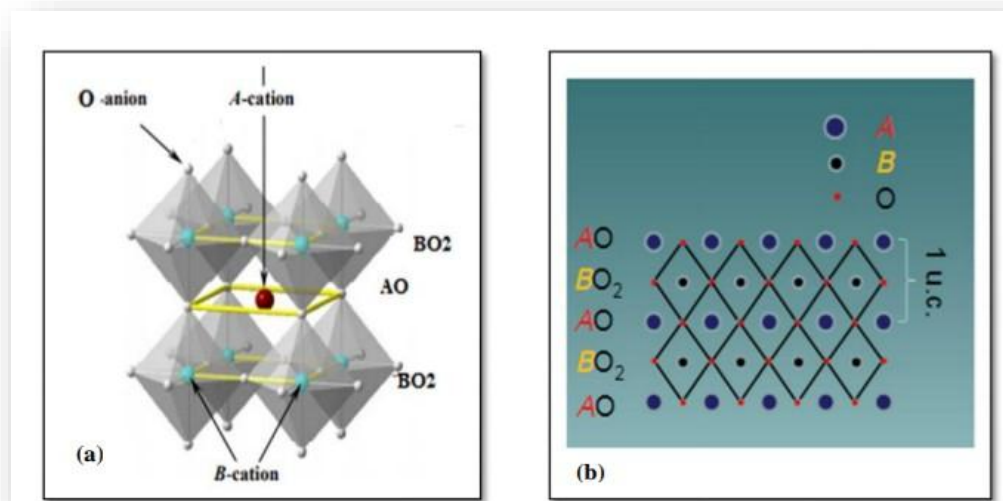 O -anion
A-cation
BO2
AO
BO2
B-cation
(a)
A
B
O
AO
BO₂
AO
BO₂
AO
1 u.c.
(b)